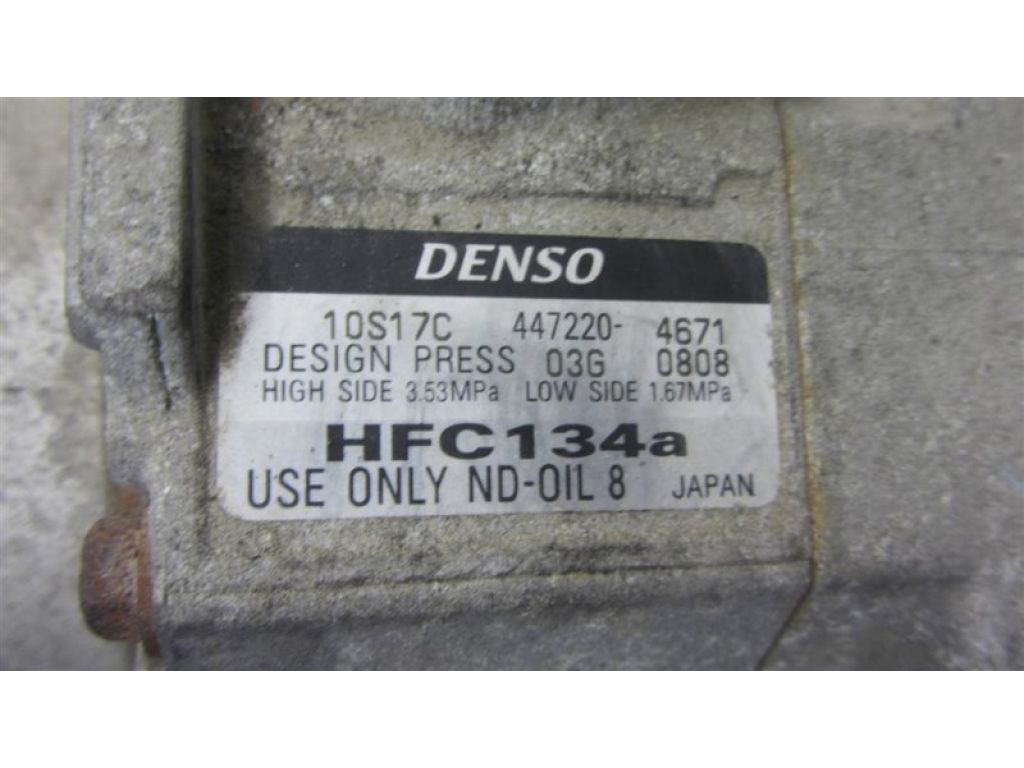 DENSO
10S17C 447220- 4671
DESIGN PRESS 03G 0808
HIGH SIDE 3.53MPa LOW SIDE 1.67MPa
HFC134a
USE ONLY ND-OIL 8 JAPAN